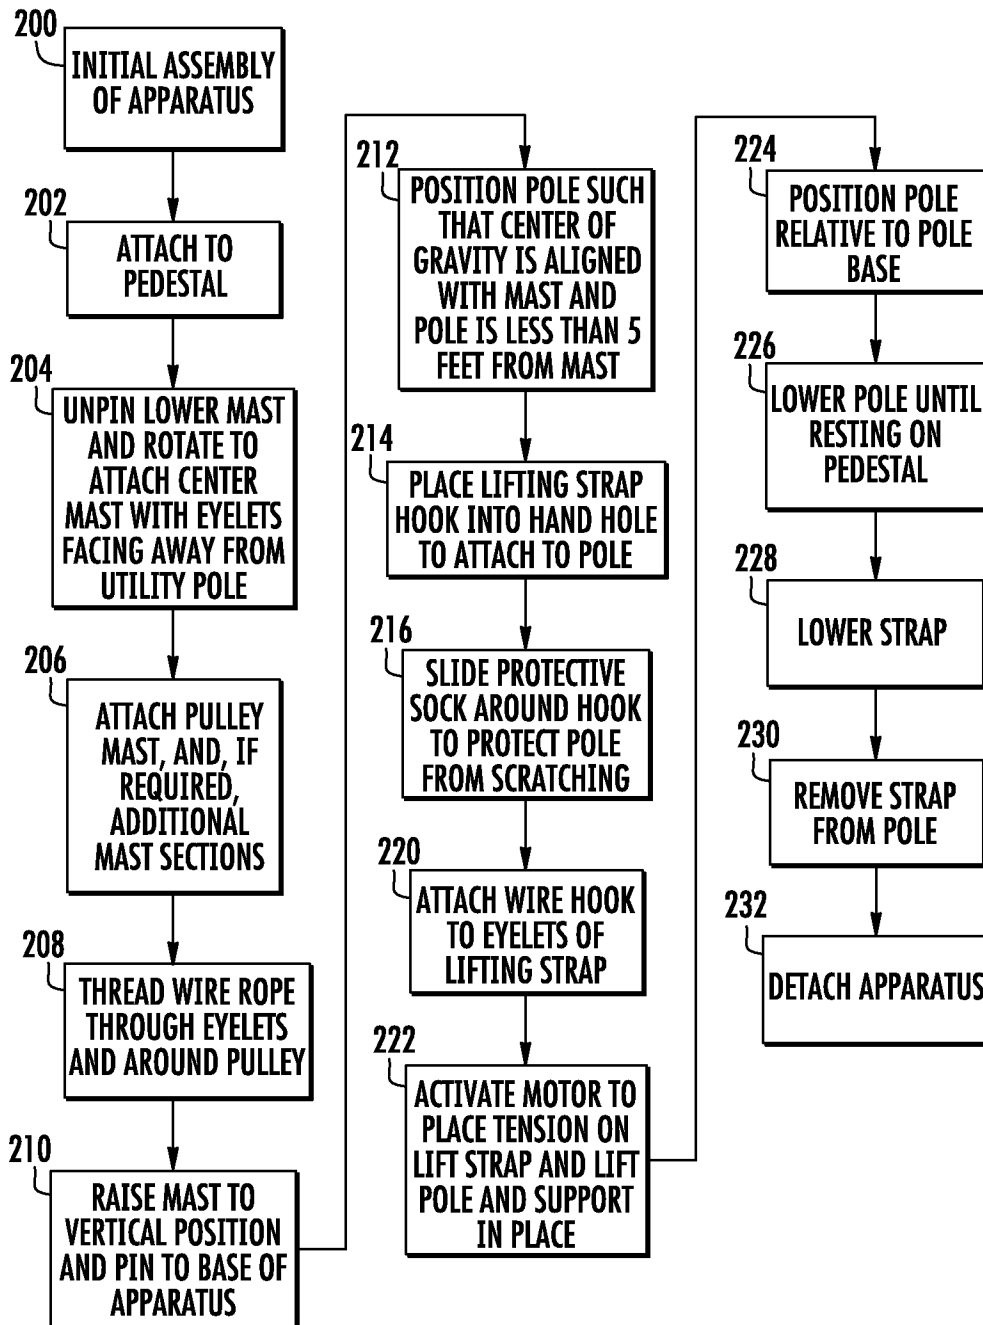 200
INITIAL ASSEMBLY
OF APPARATUS
202
ATTACH TO
PEDESTAL
204
UNPIN LOWER MAST
AND ROTATE TO
ATTACH CENTER
MAST WITH EYELETS
FACING AWAY FROM
UTILITY POLE
206
ATTACH PULLEY
MAST, AND, IF
REQUIRED,
ADDITIONAL
MAST SECTIONS
208
THREAD WIRE ROPE
THROUGH EYELETS
AND AROUND PULLEY
210
RAISE MAST TO
VERTICAL POSITION
AND PIN TO BASE OF
APPARATUS
212
POSITION POLE SUCH
THAT CENTER OF
GRAVITY IS ALIGNED
WITH MAST AND
POLE IS LESS THAN 5
FEET FROM MAST
214
PLACE LIFTING STRAP
HOOK INTO HAND HOLE
TO ATTACH TO POLE
216
SLIDE PROTECTIVE
SOCK AROUND HOOK
TO PROTECT POLE
FROM SCRATCHING
220
ATTACH WIRE HOOK
TO EYELETS OF
LIFTING STRAP
222
ACTIVATE MOTOR TO
PLACE TENSION ON
LIFT STRAP AND LIFT
POLE AND SUPPORT
IN PLACE
224
POSITION POLE
RELATIVE TO POLE
BASE
226
LOWER POLE UNTIL
RESTING ON
PEDESTAL
228
LOWER STRAP
230
REMOVE STRAP
FROM POLE
232
DETACH APPARATUS